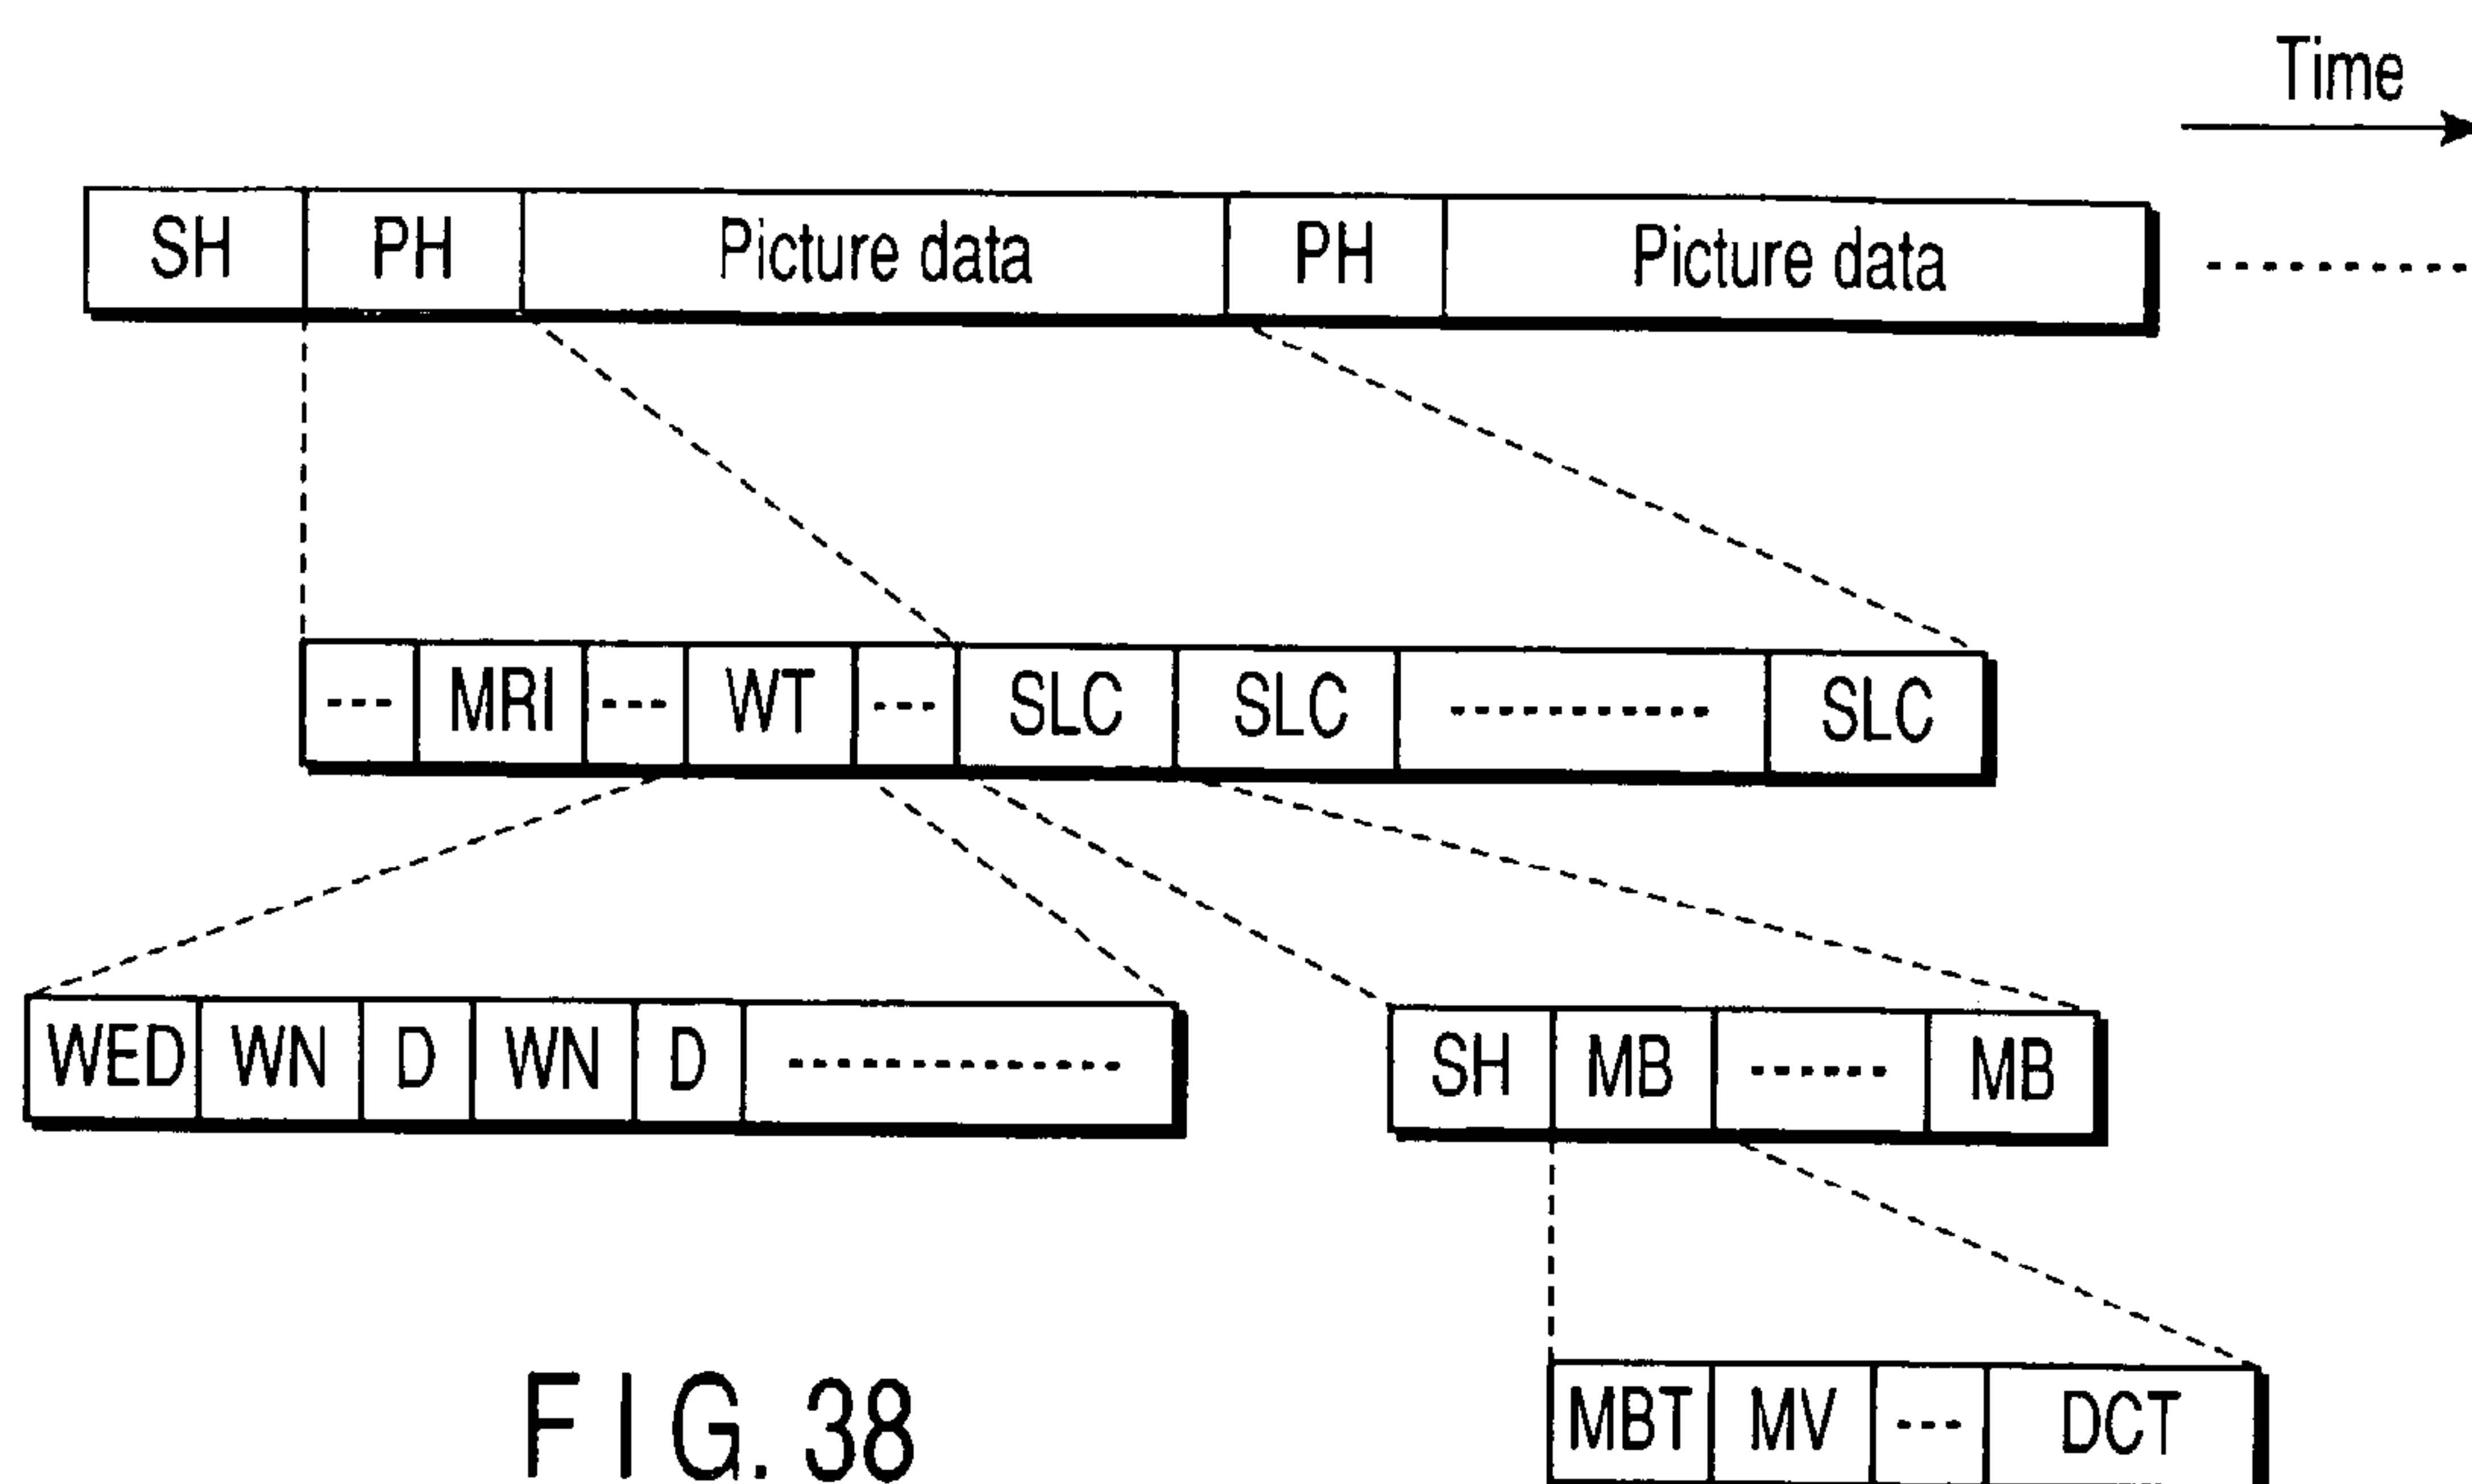 Time
SH PH Picture data PH Picture data ----------
--- MRI --- WT --- SLC SLC ----------- SLC
WED WN D WN D -------------
SH MB ------ MB
MBT MV --- DCT
FIG. 38